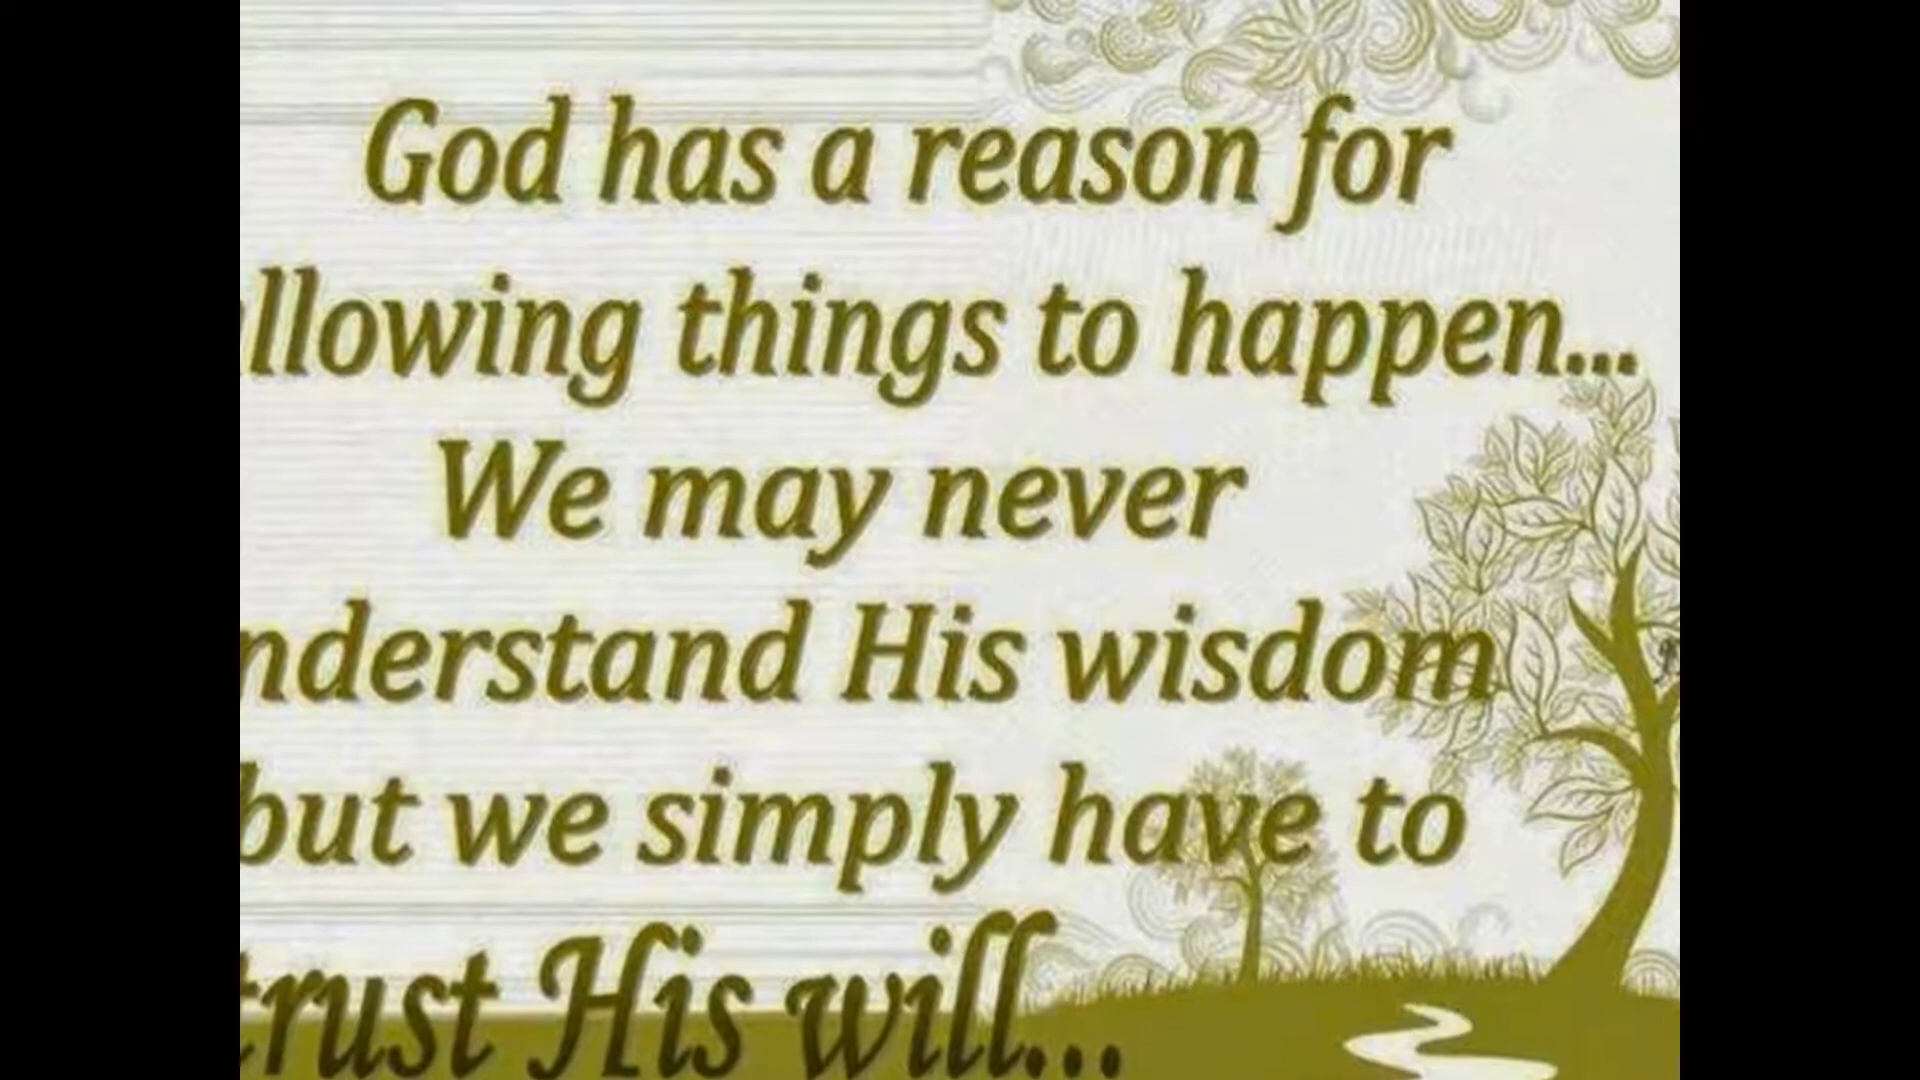 God has a reason for
llowing things to happen...
We may never
nderstand His wisdom
but we simply have to
trust His will...